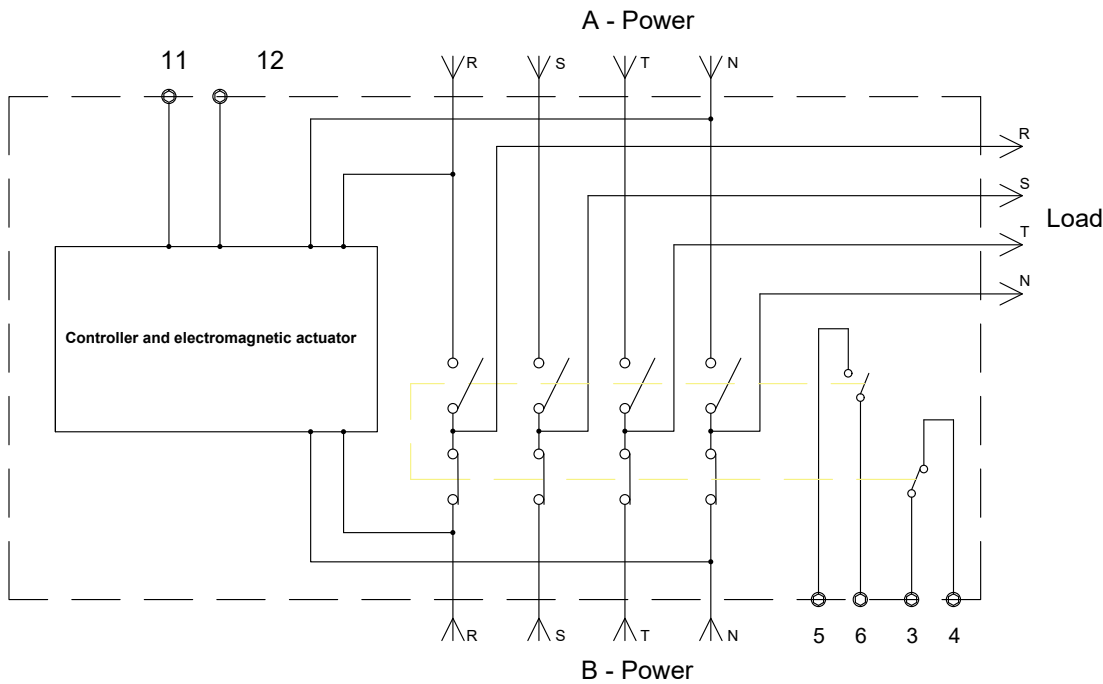 A - Power
11 12
R S T N
R
S
Load
T
N
Controller and electromagnetic actuator
R S T N
5 6 3 4
B - Power